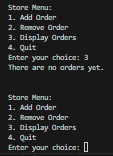 Store Menu:
1. Add Order
2. Remove Order
3. Display Orders
4. Quit
Enter your choice: 3
There are no orders yet.
Store Menu:
1. Add Order
2. Remove Order
3. Display Orders
4. Quit
Enter your choice: